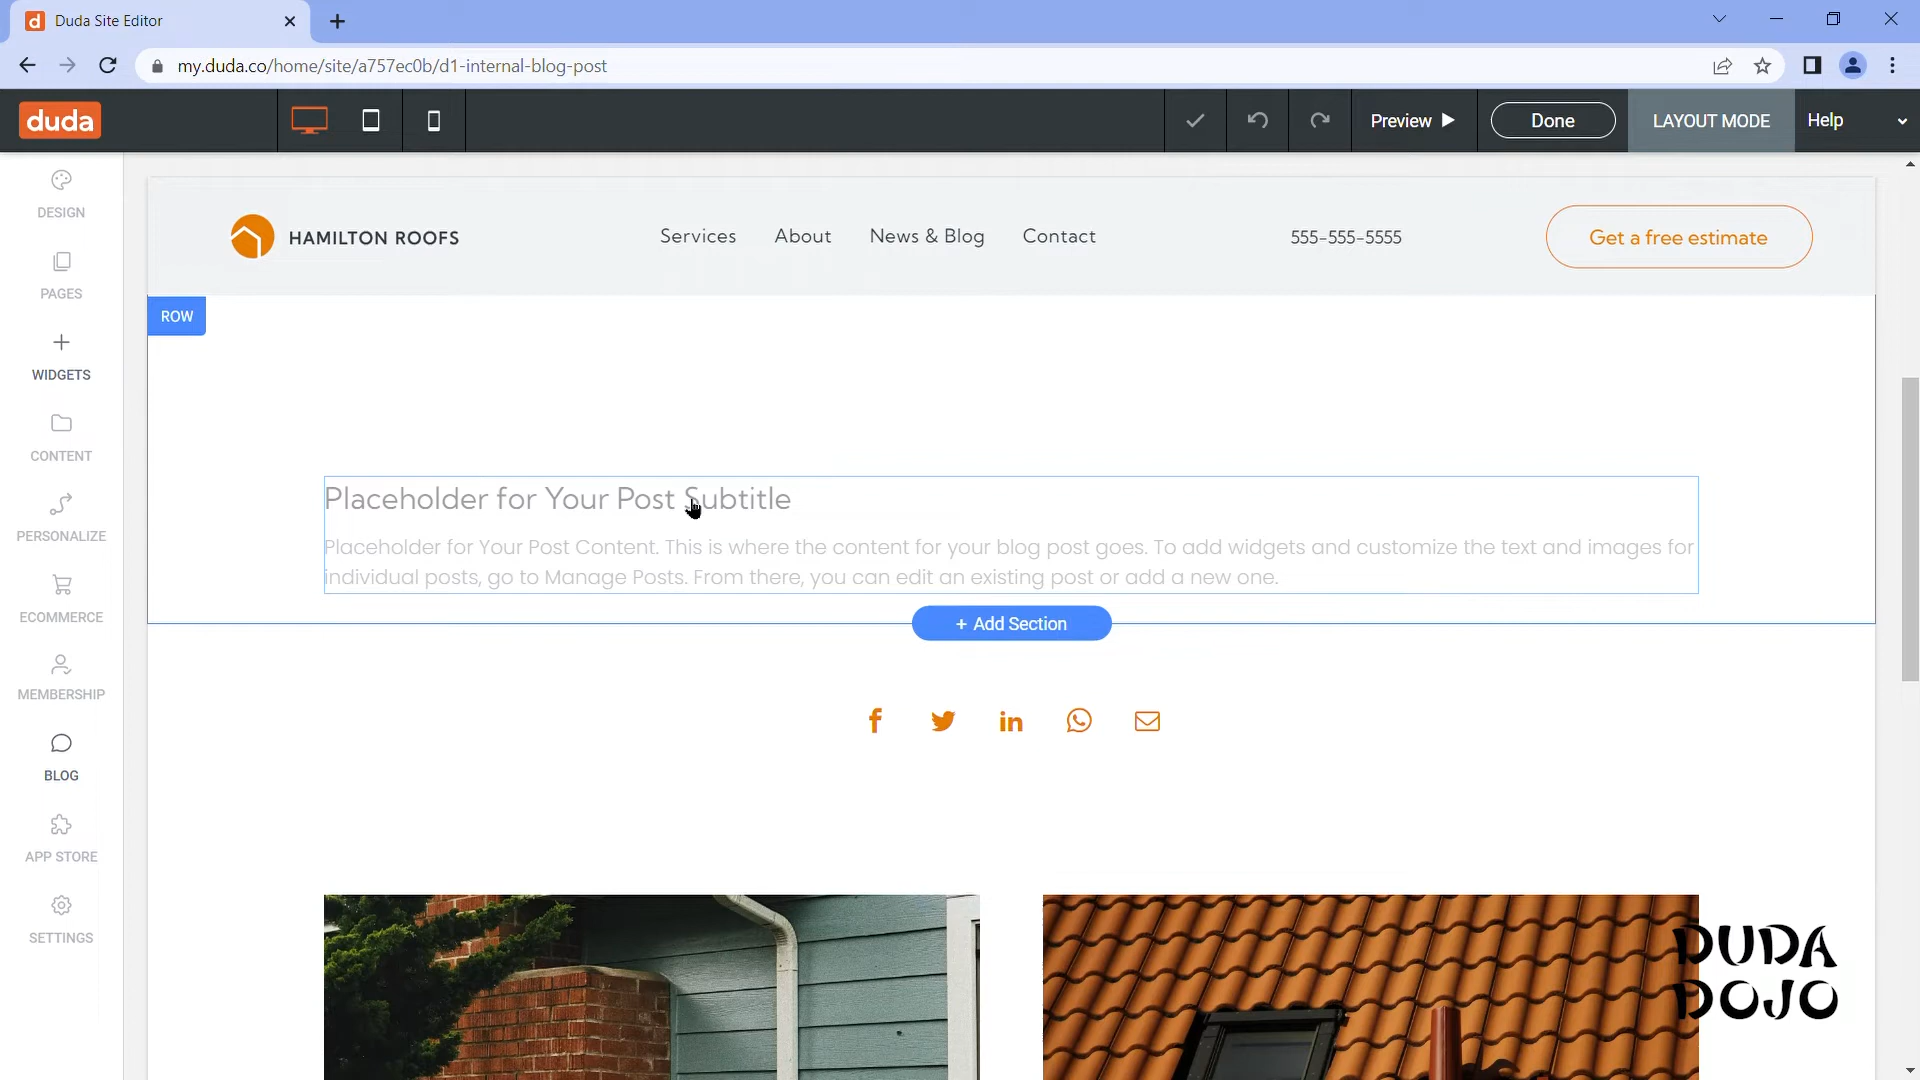 d Duda Site Editor
my.duda.co/home/site/a757ec0b/d1-internal-blog-post
duda
Preview
Done
LAYOUT MODE
Help
DESIGN
PAGES
WIDGETS
CONTENT
PERSONALIZE
ECOMMERCE
MEMBERSHIP
BLOG
APP STORE
SETTINGS
HAMILTON ROOFS
Services
About
News & Blog
Contact
555-555-5555
Get a free estimate
ROW
Placeholder for Your Post Subtitle
Placeholder for Your Post Content. This is where the content for your blog post goes. To add widgets and customize the text and images for
individual posts, go to Manage Posts. From there, you can edit an existing post or add a new one.
+ Add Section
DUDA
DOJO